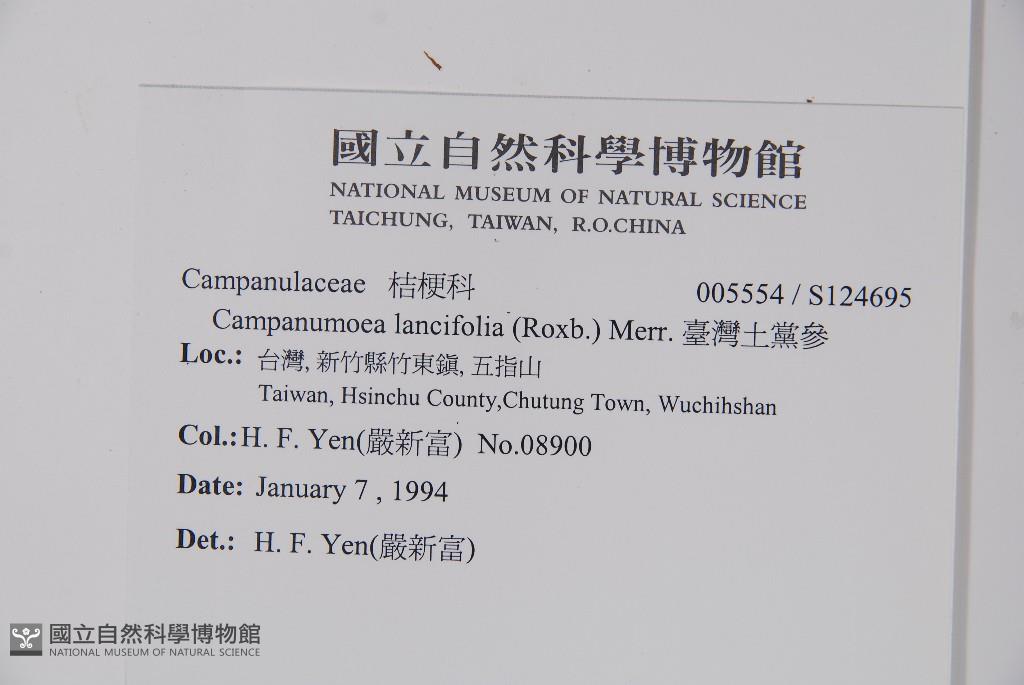 國立自然科學博物館
NATIONAL MUSEUM OF NATURAL SCIENCE
TAICHUNG, TAIWAN, R.O.CHINA
Campanulaceae 桔梗科 005554 / S124695
Campanumoea lancifolia (Roxb.) Merr. 臺灣土黨參
Loc.: 台灣, 新竹縣竹東鎮, 五指山
Taiwan, Hsinchu County,Chutung Town, Wuchihshan
Col.:H. F. Yen(嚴新富) No.08900
Date: January 7 , 1994
Det.: H. F. Yen(嚴新富)
國立自然科學博物館
NATIONAL MUSEUM OF NATURAL SCIENCE